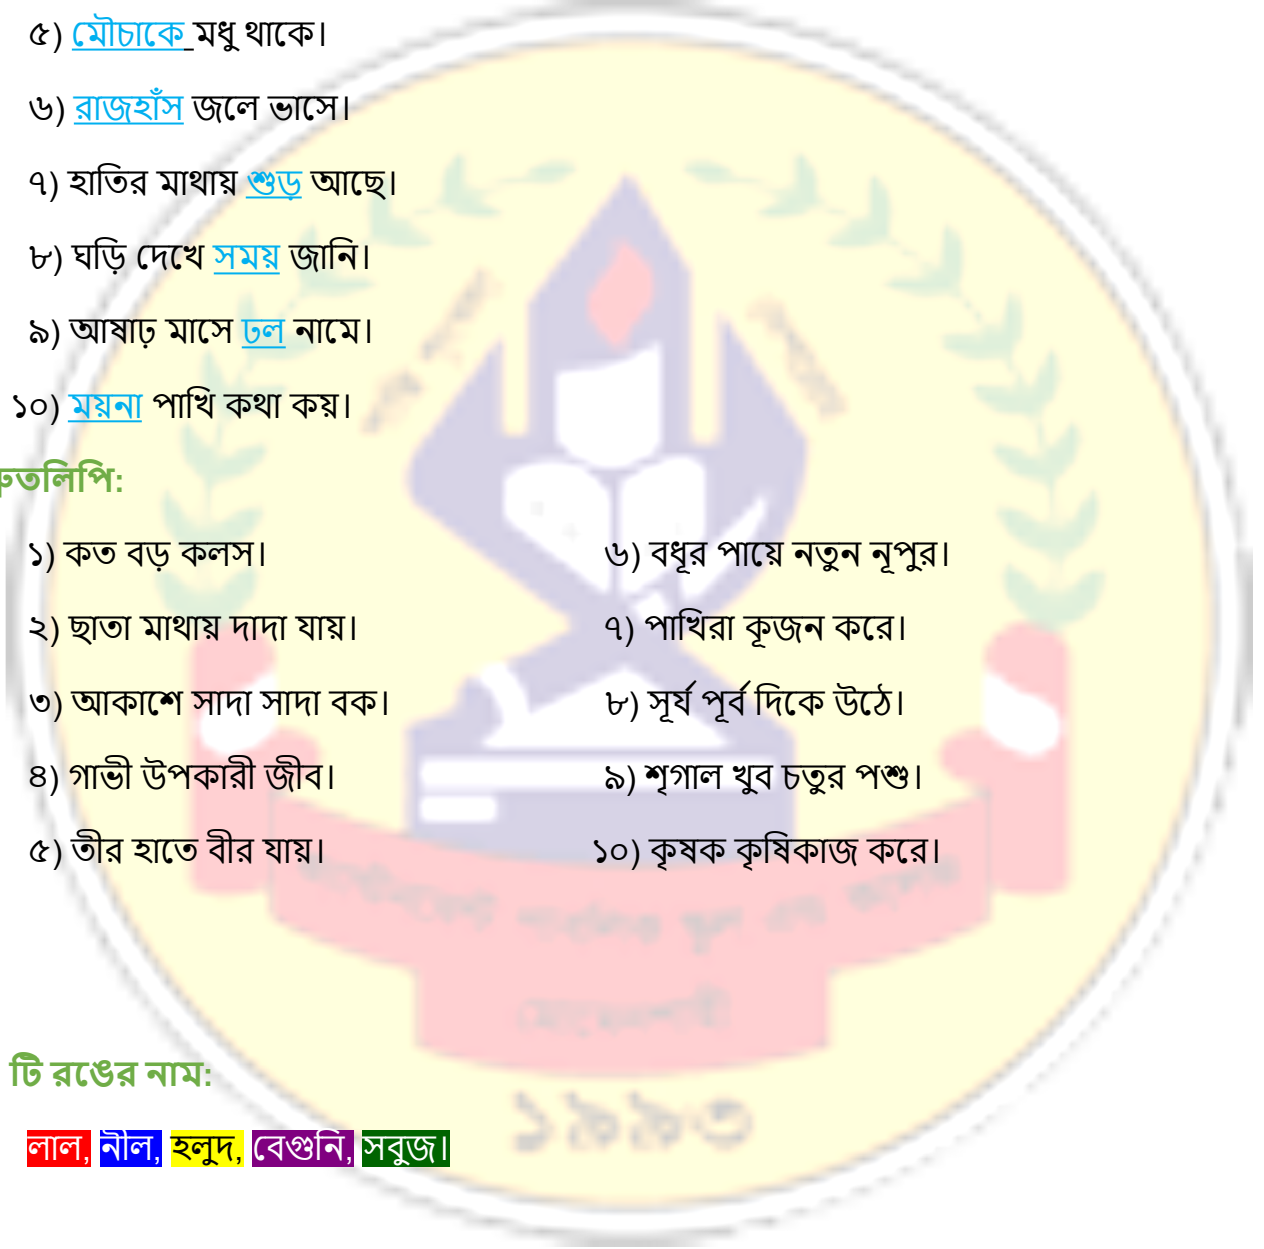 ৫) মৌচাকে মধু থাকে।
৬) রাজহাঁস জলে ভাসে।
৭) হাতির মাথায় শুড় আছে।
৮) ঘড়ি দেখে সময় জানি।
৯) আষাঢ় মাসে ঢল নামে।
১০) ময়না পাখি কথা কয়।
রুতলিপি:
১) কত বড় কলস।
২) ছাতা মাথায় দাদা যায়।
৩) আকাশে সাদা সাদা বক।
৪) গাভী উপকারী জীব।
৫) তীর হাতে বীর যায়।
৬) বধূর পায়ে নতুন নূপুর।
৭) পাখিরা কূজন করে।
৮) সূর্য পূর্ব দিকে উঠে।
৯) শৃগাল খুব চতুর পশু।
১০) কৃষক কৃষিকাজ করে।
টি রঙের নাম:
লাল, নীল, হলুদ, বেগুনি, সবুজ।
১৯৯৩